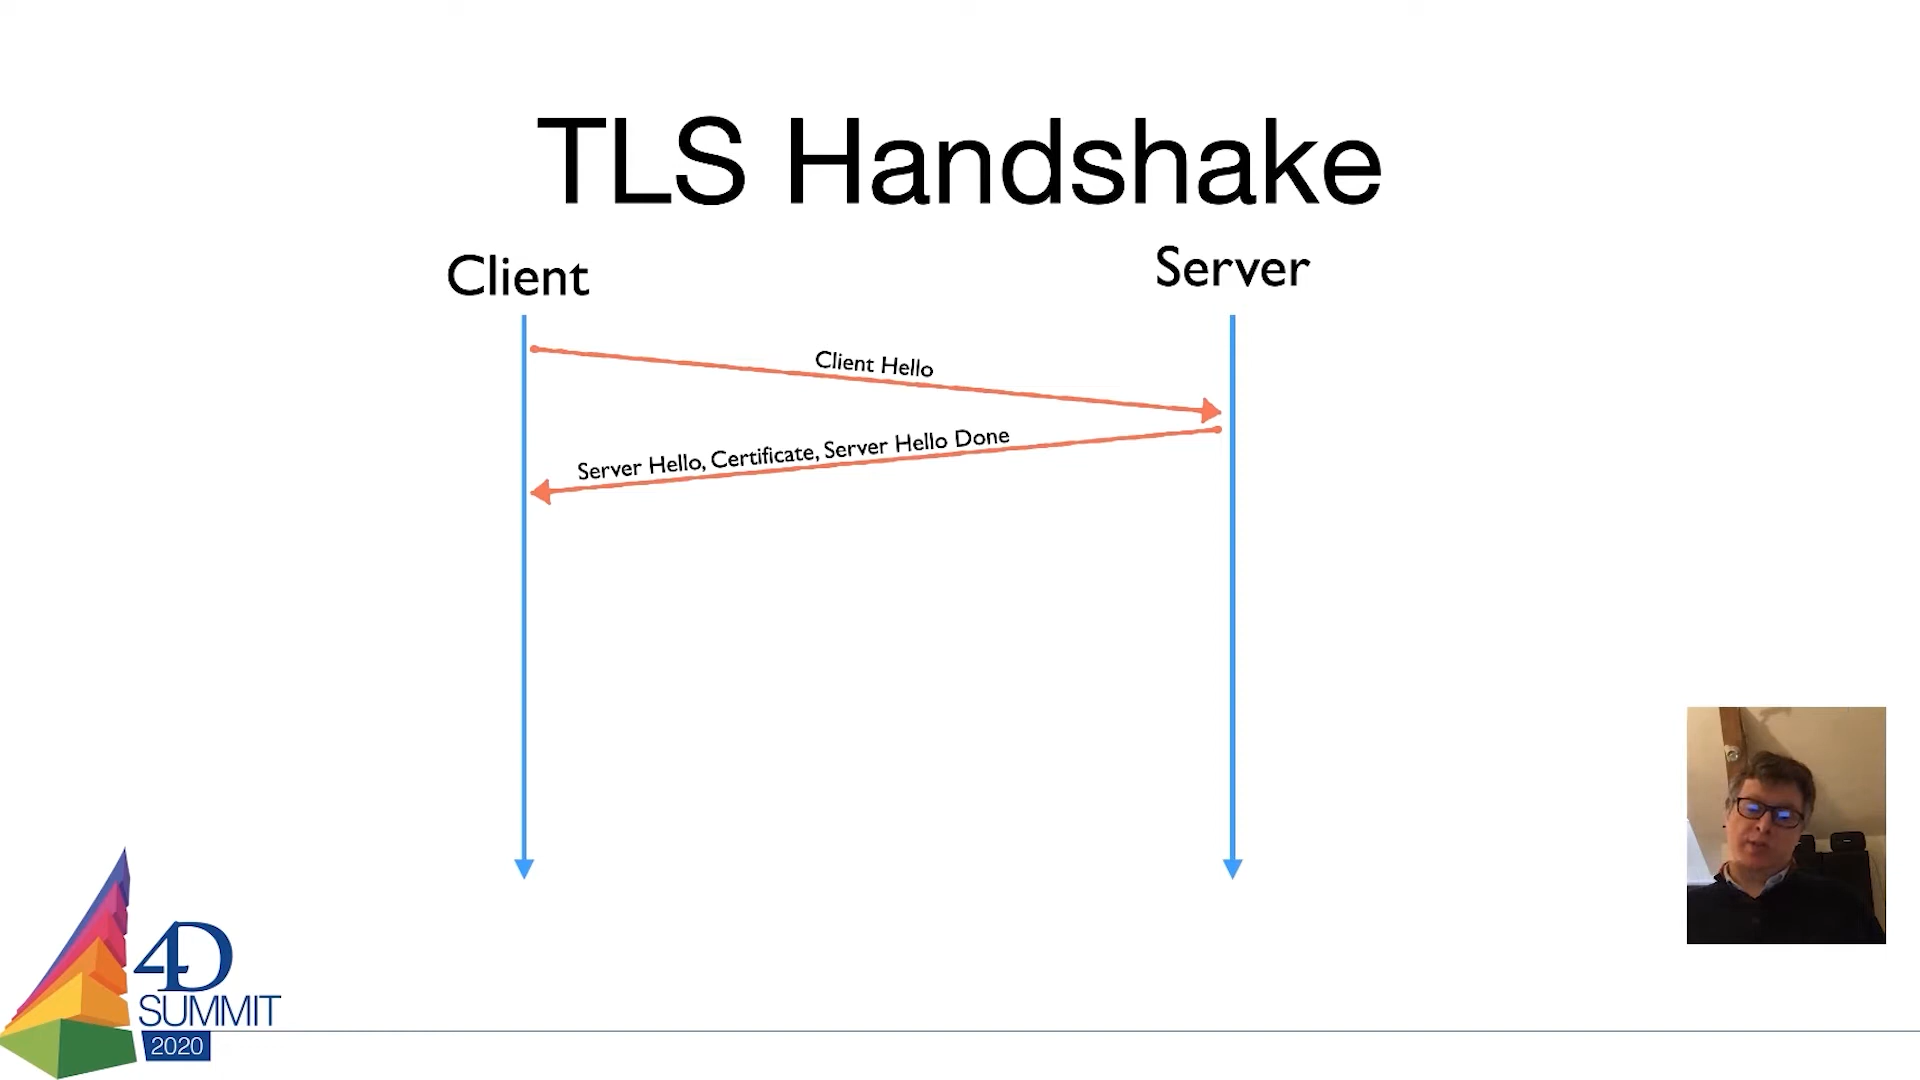 TLS Handshake
Client
Server
Client Hello
Server Hello, Certificate, Server Hello Done
4D
SUMMIT
2020